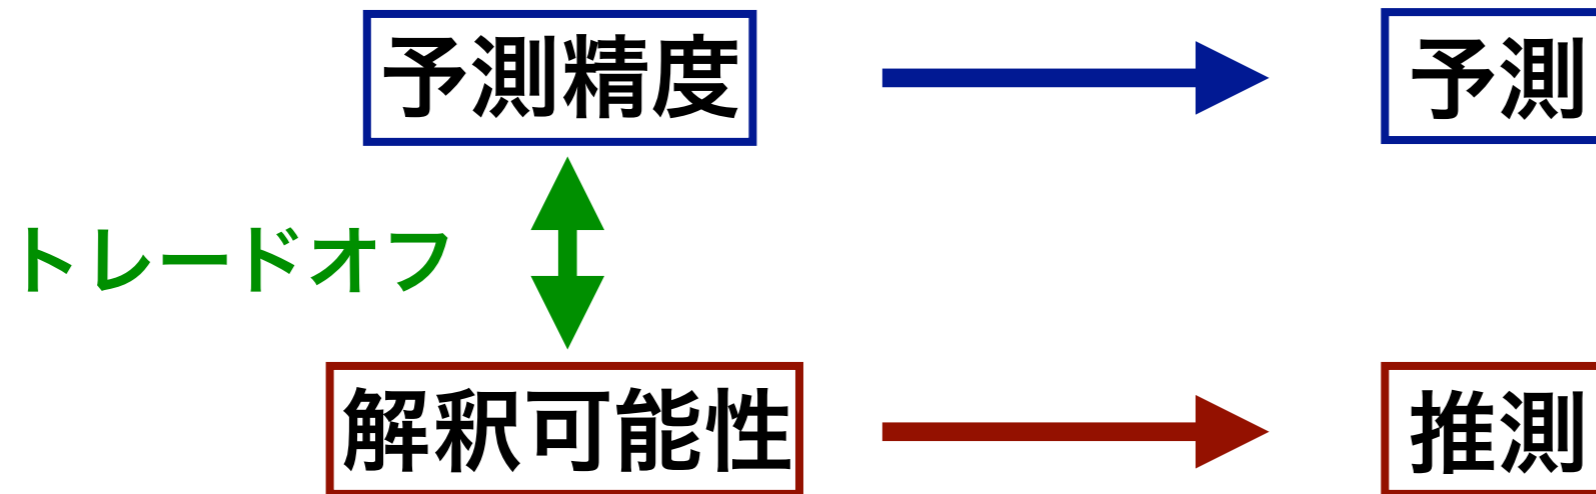 予測精度
予測
トレードオフ
解釈可能性
推測